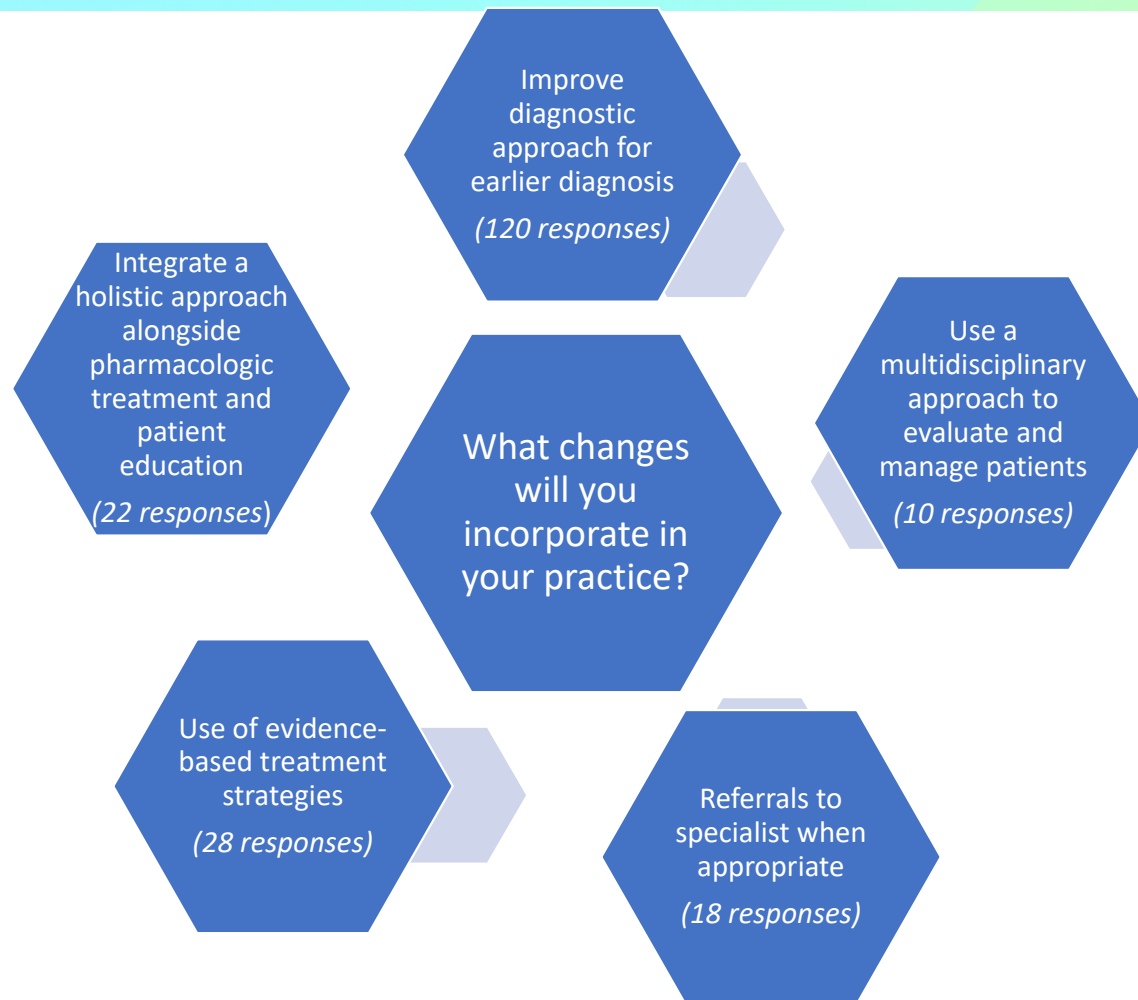 Improve
diagnostic
approach for
earlier diagnosis
(120 responses)
Integrate a
holistic approach
alongside
pharmacologic
treatment and
patient
education
(22 responses)
Use a
multidisciplinary
approach to
evaluate and
manage patients
(10 responses)
What changes
will you
incorporate in
your practice?
Use of evidence-
based treatment
strategies
(28 responses)
Referrals to
specialist when
appropriate
(18 responses)